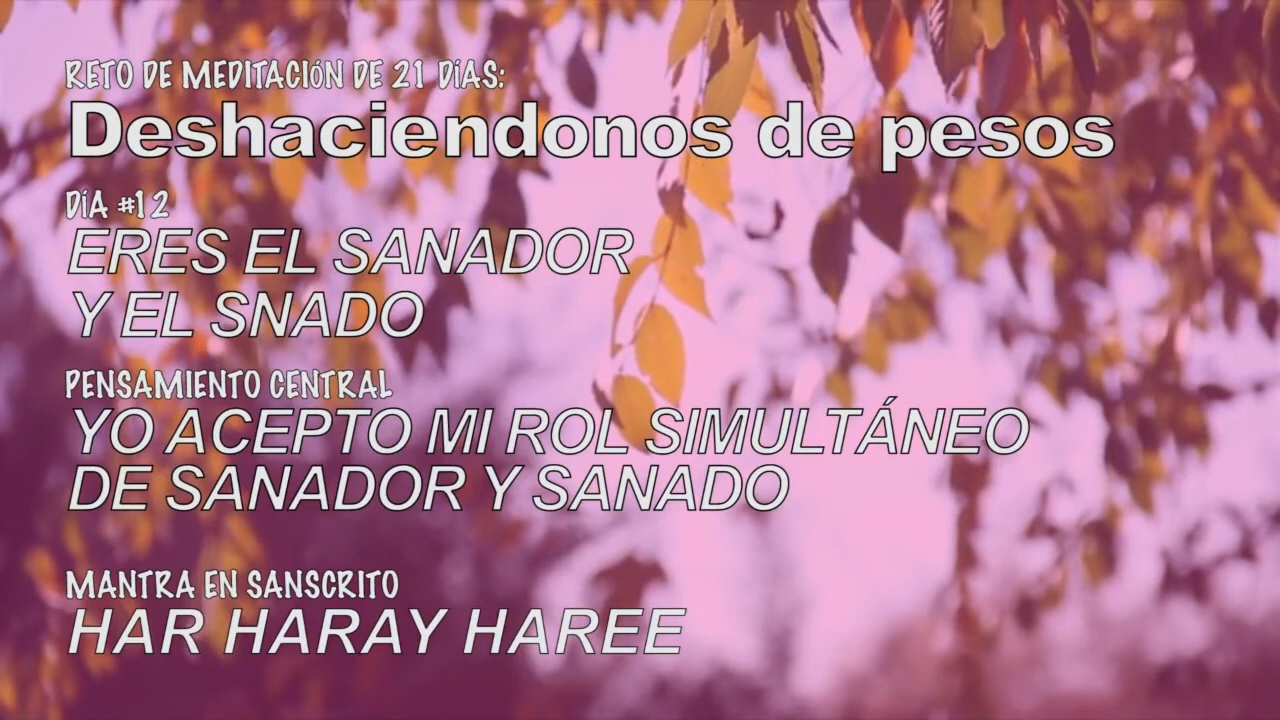 RETO DE MEDITACIÓN DE 21 DÍAS:
Deshaciendonos de pesos
DÍA #12
ERES EL SANADOR
Y EL SNADO
PENSAMIENTO CENTRAL
YO ACEPTO MI ROL SIMULTÁNEO
DE SANADOR Y SANADO
MANTRA EN SANSCRITO
HAR HARAY HAREE